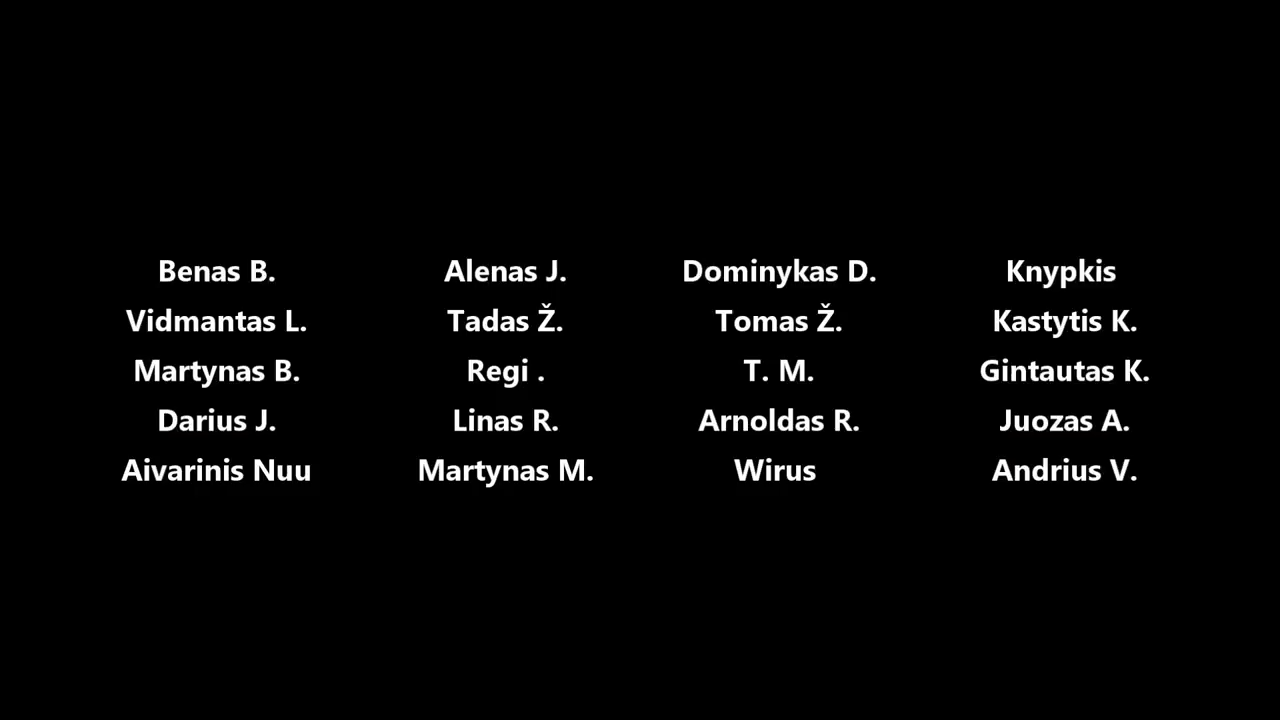 Benas B. Alenas J. Dominykas D. Knypkis
Vidmantas L. Tadas Ž. Tomas Ž. Kastytis K.
Martynas B. Regi . T. M. Gintautas K.
Darius J. Linas R. Arnoldas R. Juozas A.
Aivarinis Nuu Martynas M. Wirus Andrius V.